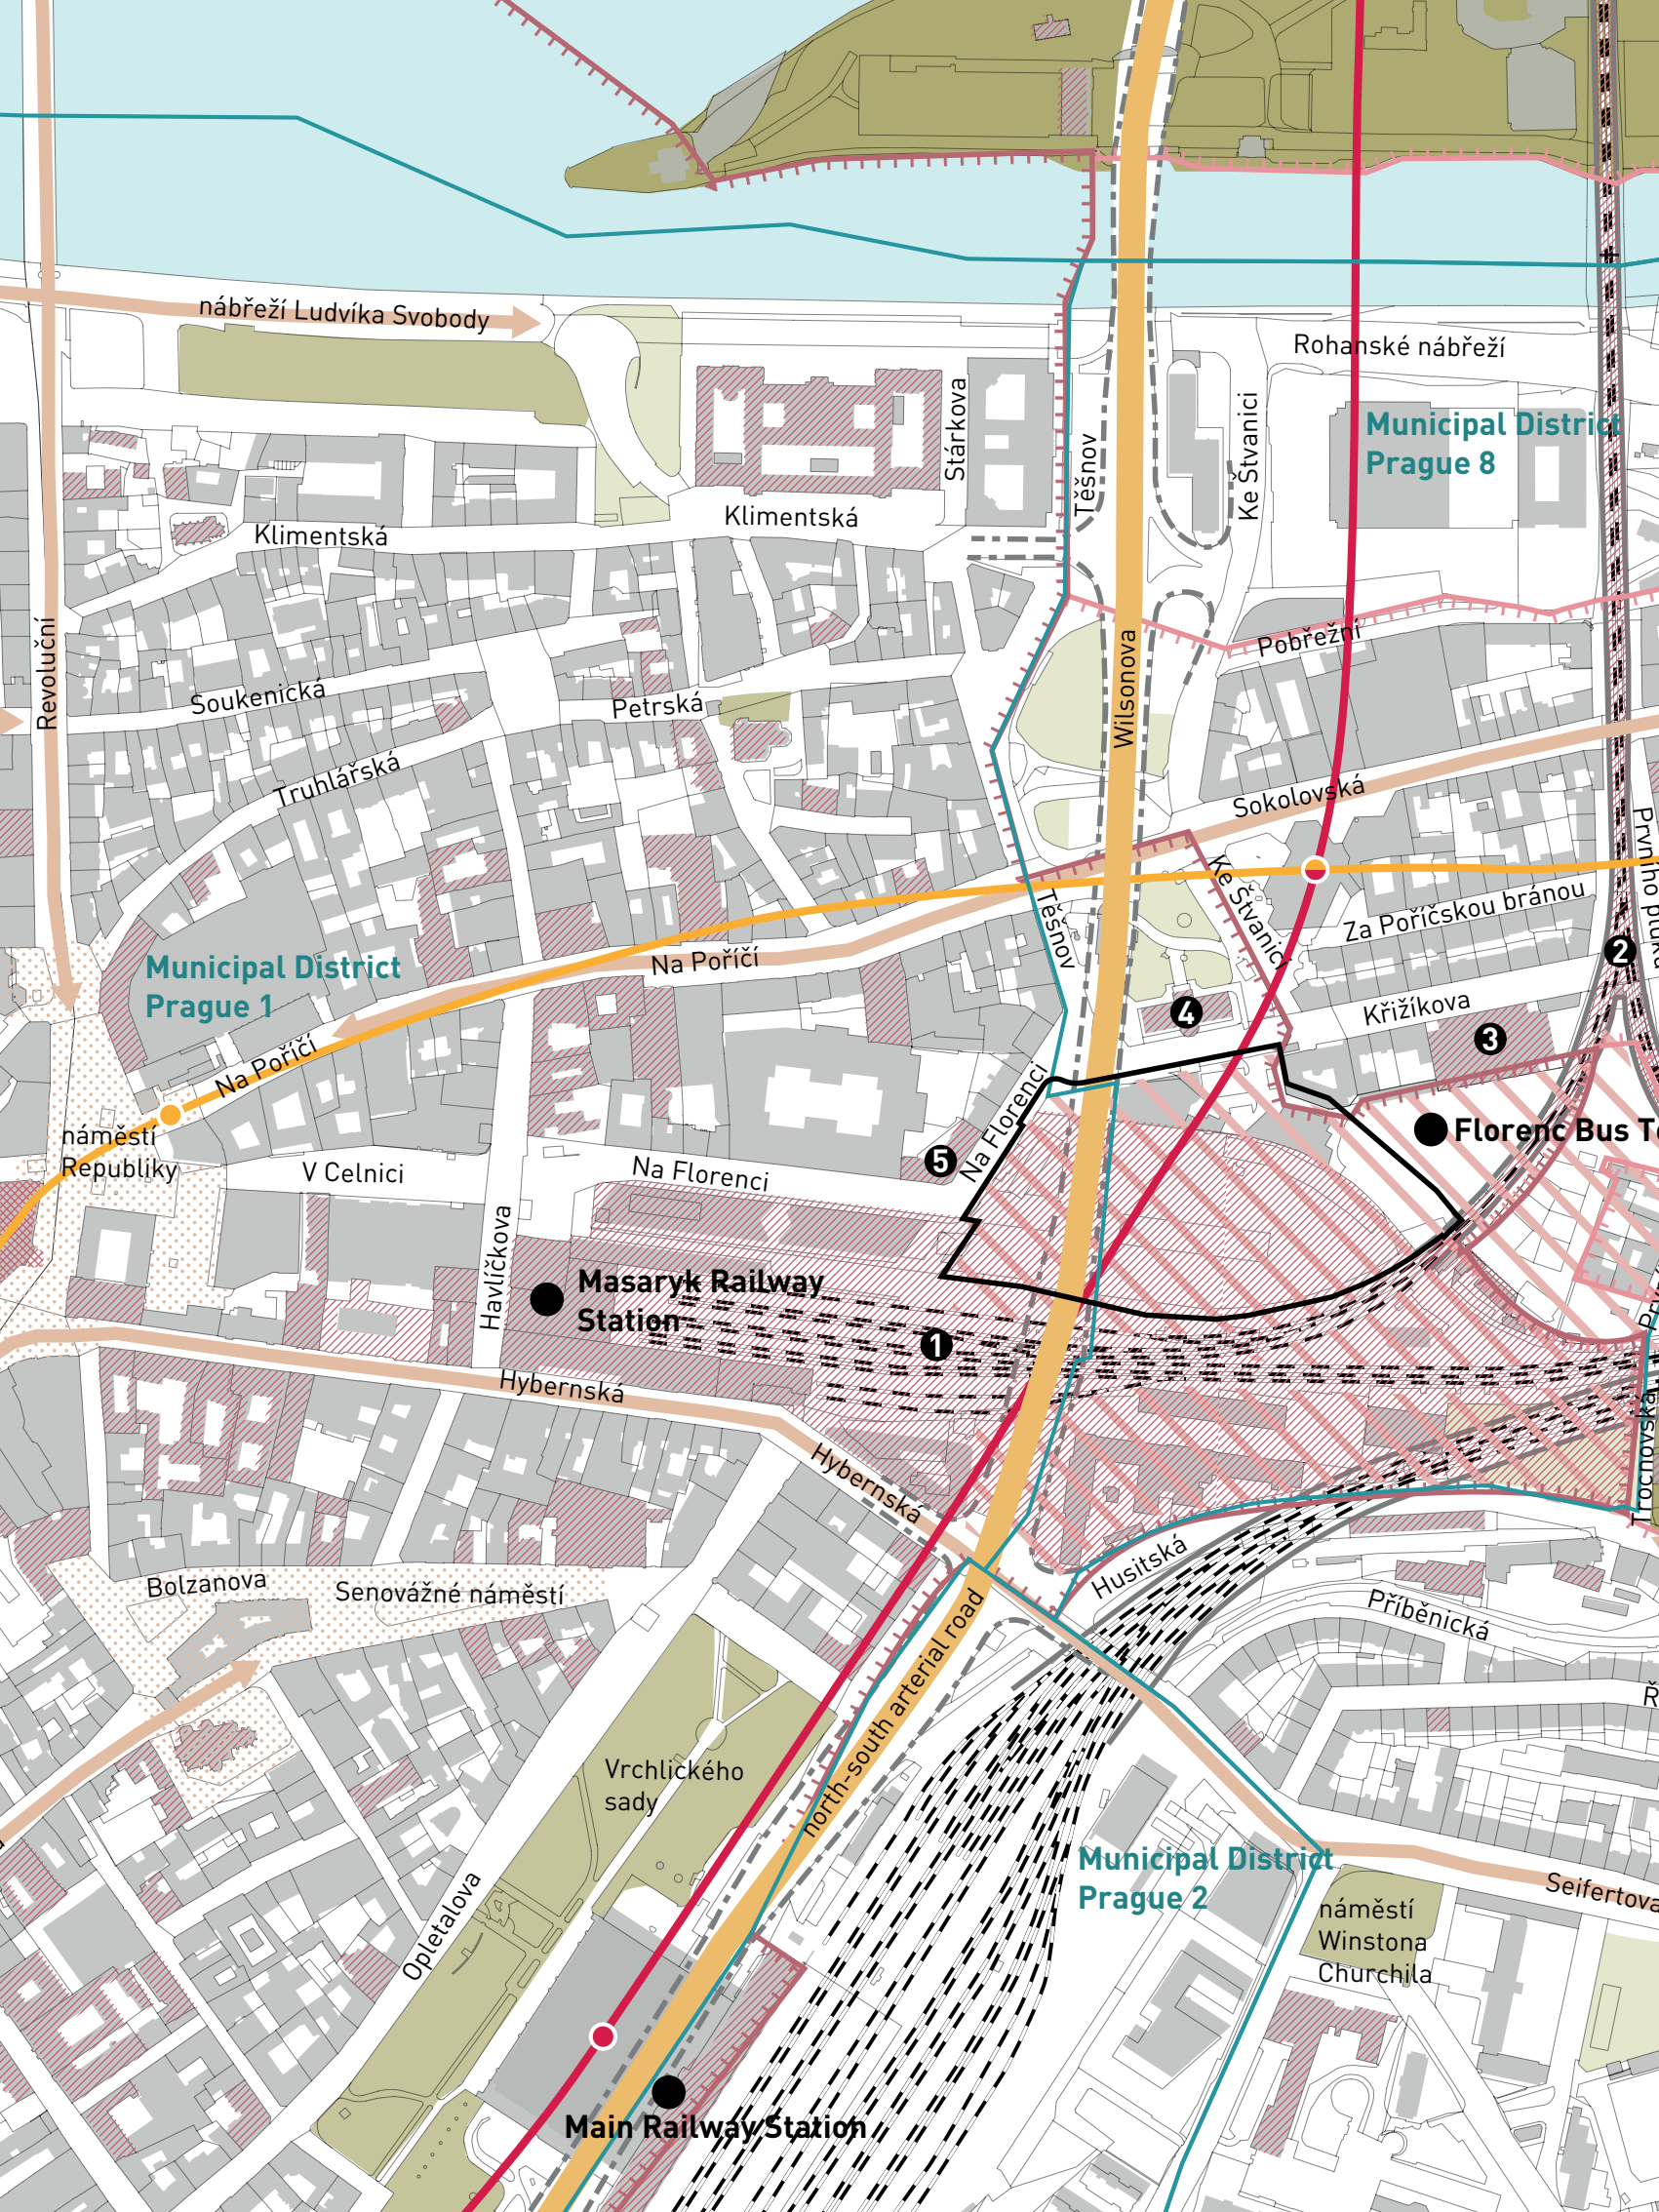 nábřeží Ludvíka Svobody
Rohanské nábřeží
Stárkova
Těšnov
Ke Štvanici
Municipal District
Prague 8
Klimentská
Klimentská
Revoluční
Soukenická
Petrská
Wilsonova
Pobřežní
Truhlářská
Sokolovská
Prvního pluku
Ke Štvanici
Za Poříčskou bránou
Těšnov
Na Poříčí
2
Municipal District
Prague 1
4
Křižíkova
3
Na Poříčí
Na Florenci
Florenc Bus Te
náměstí
Republiky
V Celnici
Na Florenci
5
Havlíčkova
Masaryk Railway
Station
1
Prv
Hybernská
Trocnovská
Hybernská
Husitská
Bolzanova
Senovážné náměstí
Příběnická
north-south arterial road
Ř
Vrchlického
sady
Municipal District
Prague 2
Opletalova
Seifertova
náměstí
Winstona
Churchila
Main Railway Station